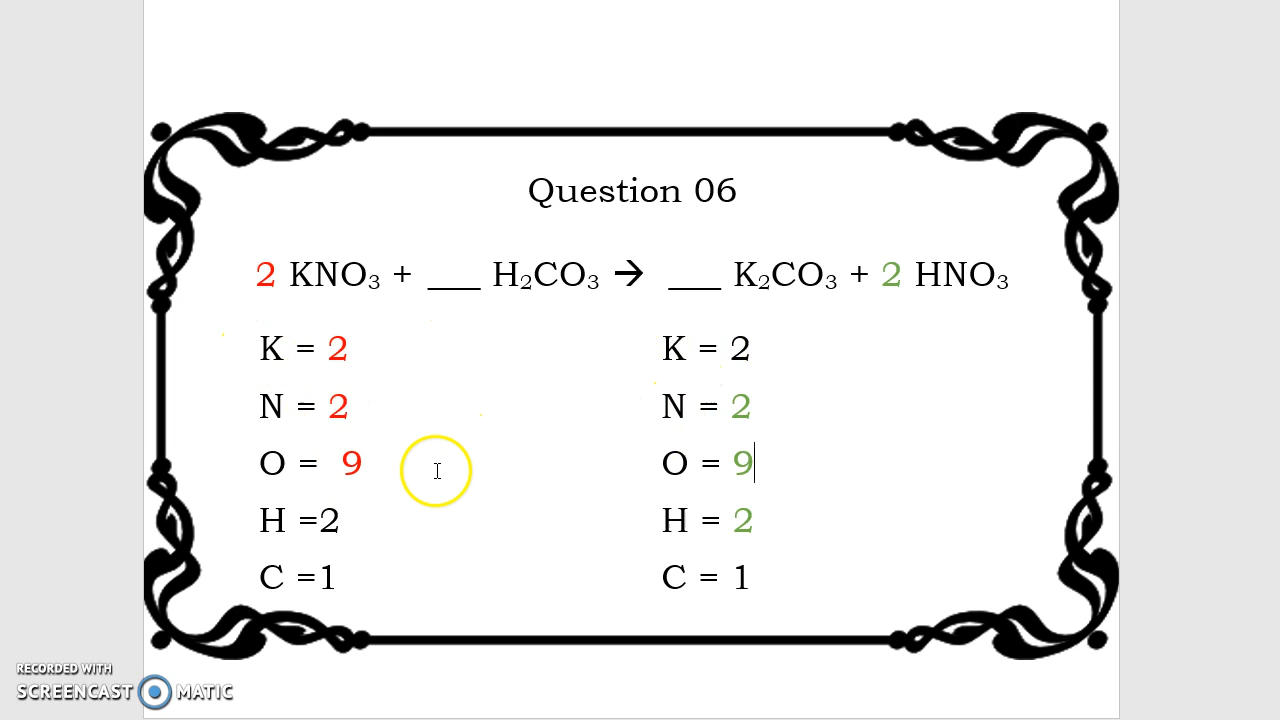 Question 06
2 KNO₃ + ___ H₂CO₃ → ___ K₂CO₃ + 2 HNO₃
K = 2 K = 2
N = 2 N = 2
O = 9 O = 9
H =2 H = 2
C =1 C = 1
RECORDED WITH
SCREENCAST MATIC